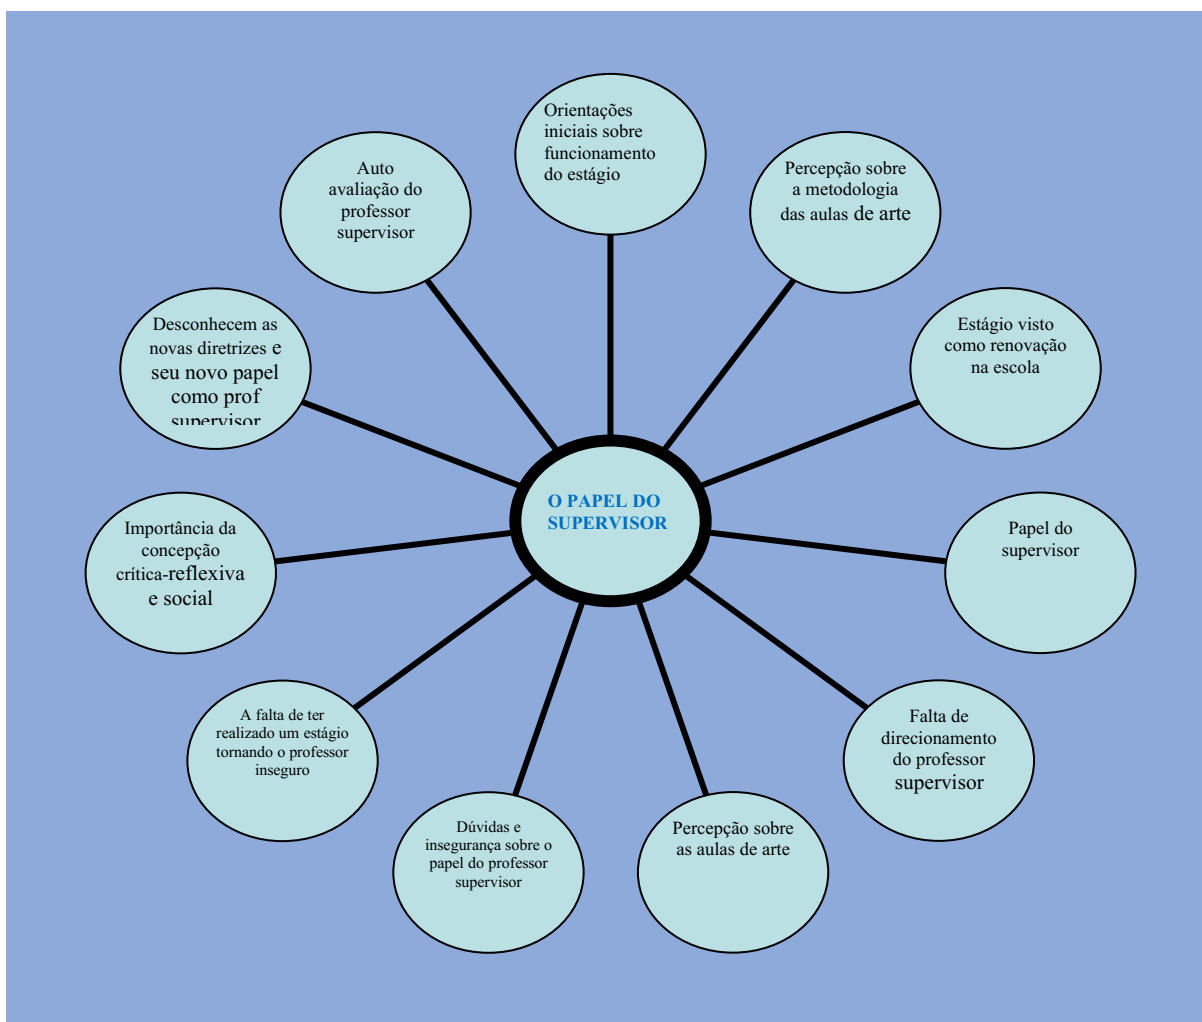 Orientações
iniciais sobre
funcionamento
do estágio
Percepção sobre
a metodologia
das aulas de arte
Estágio visto
como renovação
na escola
Papel do
supervisor
Falta de
direcionamento
do professor
supervisor
Percepção sobre
as aulas de arte
Dúvidas e
insegurança sobre o
papel do professor
supervisor
A falta de ter
realizado um estágio
tornando o professor
inseguro
Importância da
concepção
crítica-reflexiva
e social
Desconhecem as
novas diretrizes e
seu novo papel
como prof
supervisor
Auto
avaliação do
professor
supervisor
O PAPEL DO
SUPERVISOR